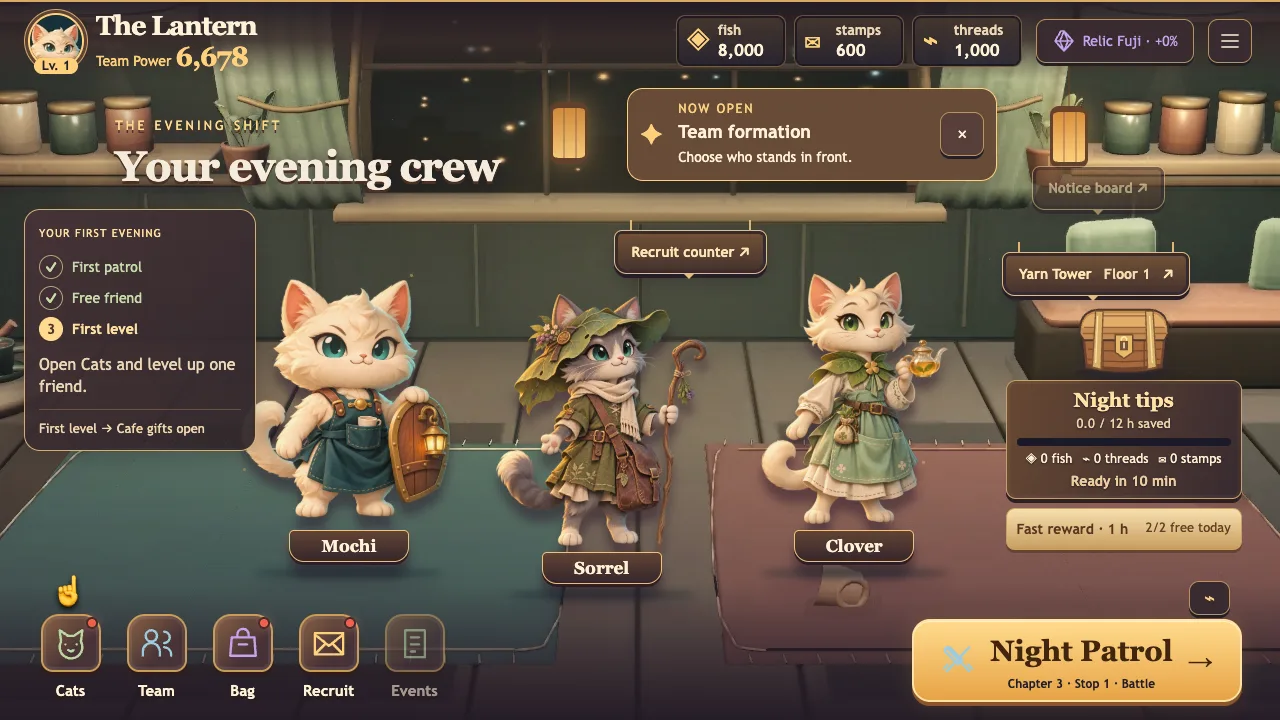 The Lantern
Lv. 1
Team Power 6,678
fish
8,000
stamps
600
threads
1,000
Relic Fuji · +0%
THE EVENING SHIFT
Your evening crew
NOW OPEN
Team formation
Choose who stands in front.
×
Notice board ↗
YOUR FIRST EVENING
First patrol
Free friend
3 First level
Open Cats and level up one
friend.
First level → Cafe gifts open
Recruit counter ↗
Yarn Tower Floor 1 ↗
Night tips
0.0 / 12 h saved
0 fish 0 threads 0 stamps
Ready in 10 min
Fast reward · 1 h 2/2 free today
Mochi
Sorrel
Clover
Cats
Team
Bag
Recruit
Events
Night Patrol →
Chapter 3 · Stop 1 · Battle